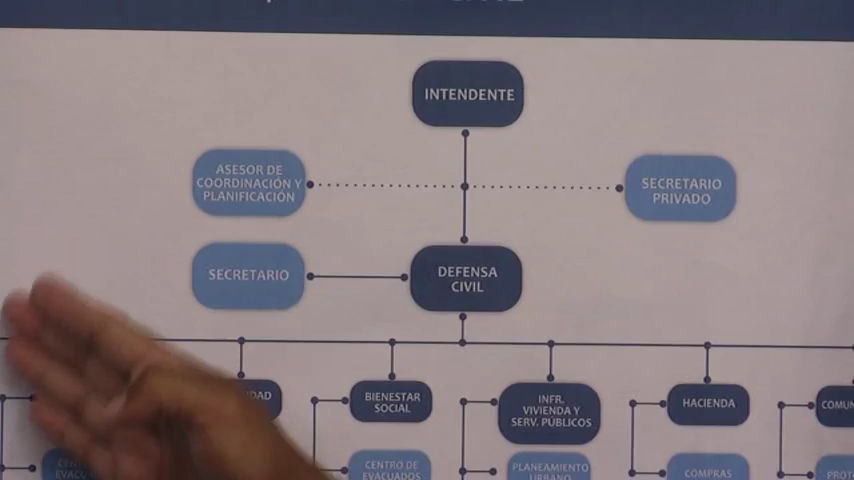 INTENDENTE
ASESOR DE
COORDINACIÓN Y
PLANIFICACIÓN
SECRETARIO
PRIVADO
SECRETARIO
DEFENSA
CIVIL
BIENESTAR
SOCIAL
INFR.
VIVIENDA Y
SERV. PÚBLICOS
HACIENDA
CENTRO DE
EVACUADOS
PLANEAMIENTO
URBANO
COMPRAS